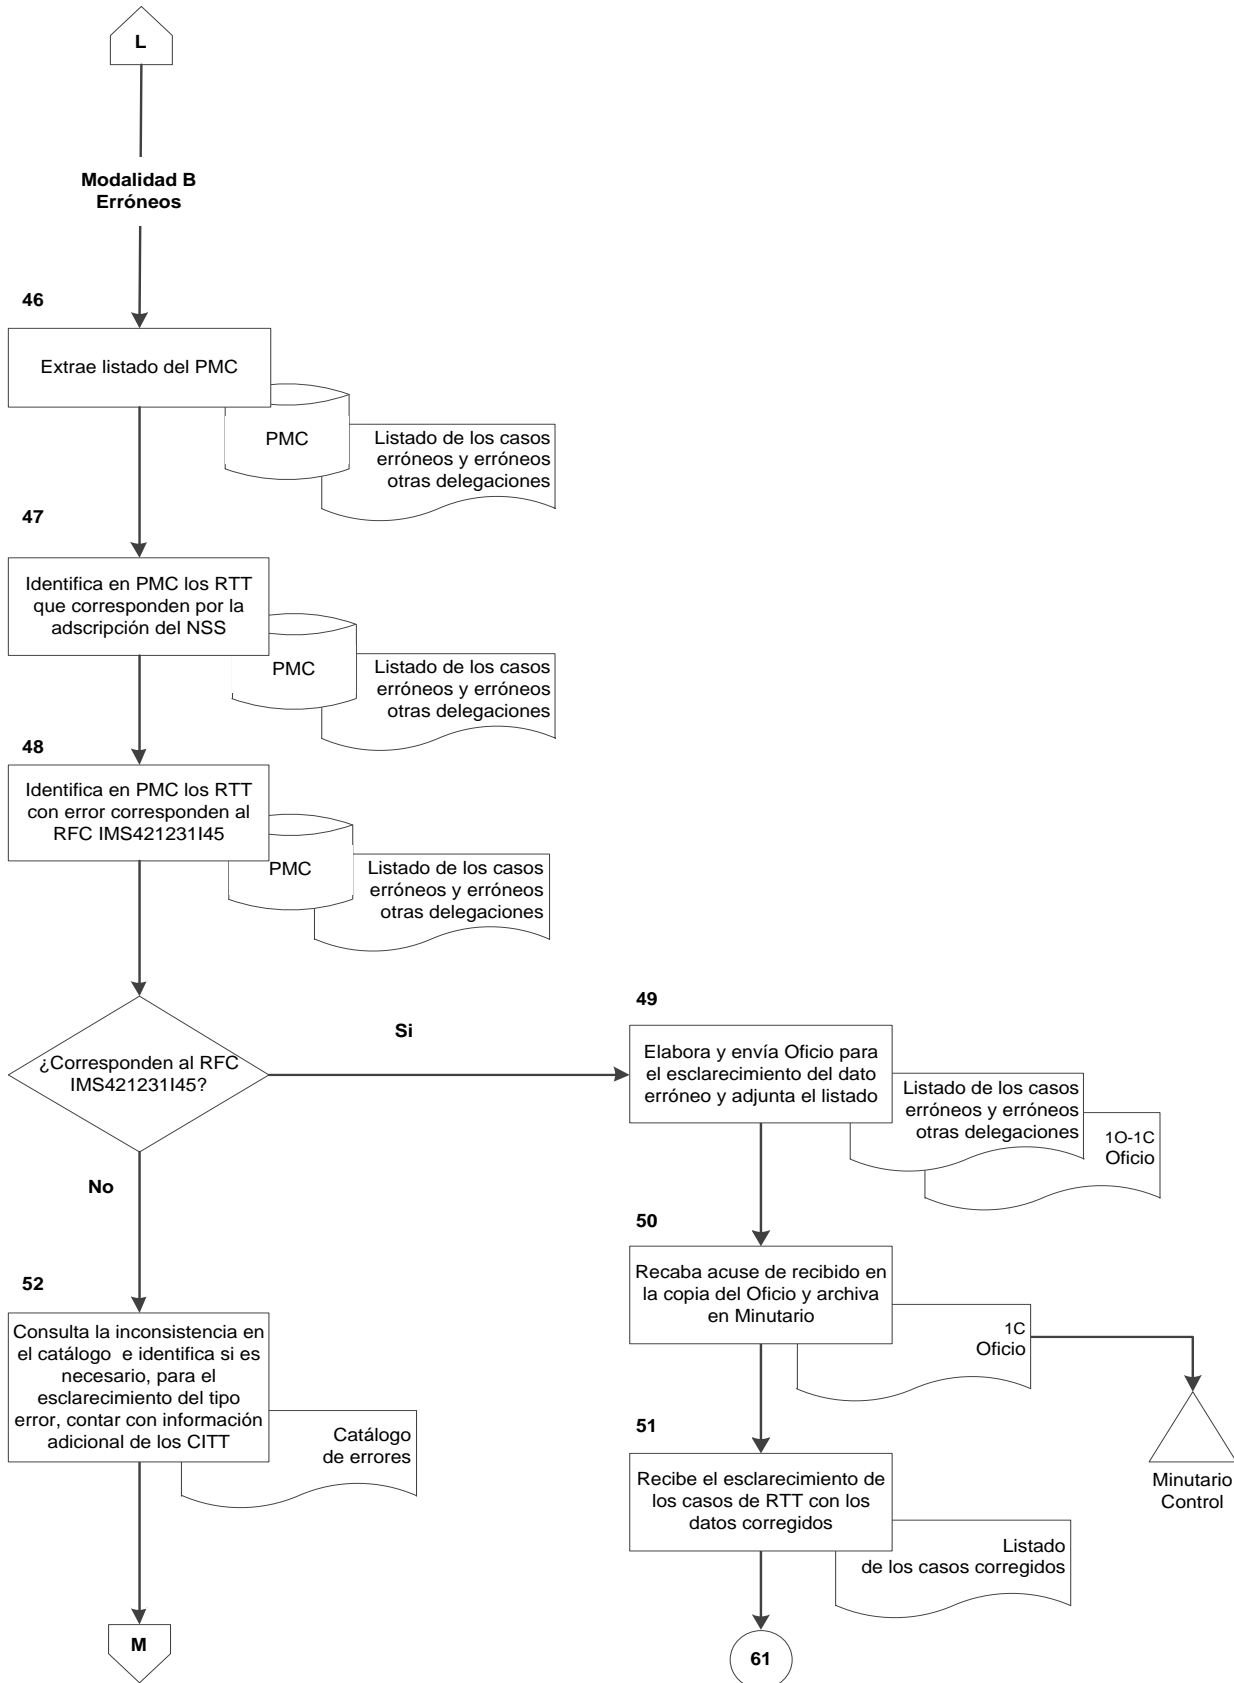 L
Modalidad B
Erróneos
46
Extrae listado del PMC
PMC
Listado de los casos
erróneos y erróneos
otras delegaciones
47
Identifica en PMC los RTT
que corresponden por la
adscripción del NSS
PMC
Listado de los casos
erróneos y erróneos
otras delegaciones
48
Identifica en PMC los RTT
con error corresponden al
RFC IMS421231I45
PMC
Listado de los casos
erróneos y erróneos
otras delegaciones
¿Corresponden al RFC
IMS421231I45?
Si
No
49
Elabora y envía Oficio para
el esclarecimiento del dato
erróneo y adjunta el listado
Listado de los casos
erróneos y erróneos
otras delegaciones
1O-1C
Oficio
50
Recaba acuse de recibido en
la copia del Oficio y archiva
en Minutario
1C
Oficio
Minutario
Control
51
Recibe el esclarecimiento de
los casos de RTT con los
datos corregidos
Listado
de los casos corregidos
61
52
Consulta la inconsistencia en
el catálogo e identifica si es
necesario, para el
esclarecimiento del tipo
error, contar con información
adicional de los CITT
Catálogo
de errores
M